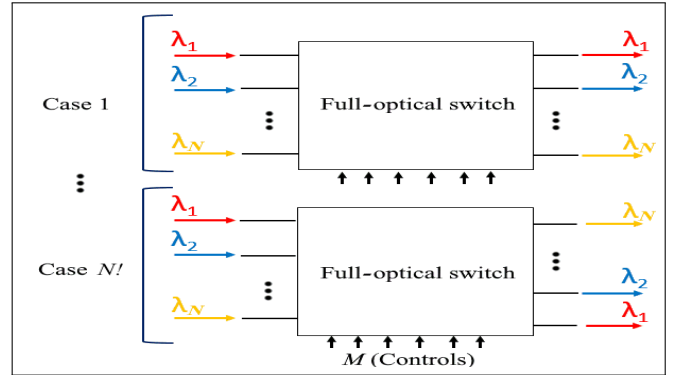 λ1 λ1
λ2 λ2
Case 1 Full-optical switch
λN λN
λ1 λN
λ2
Case N! Full-optical switch
λ2
λN λ1
M (Controls)